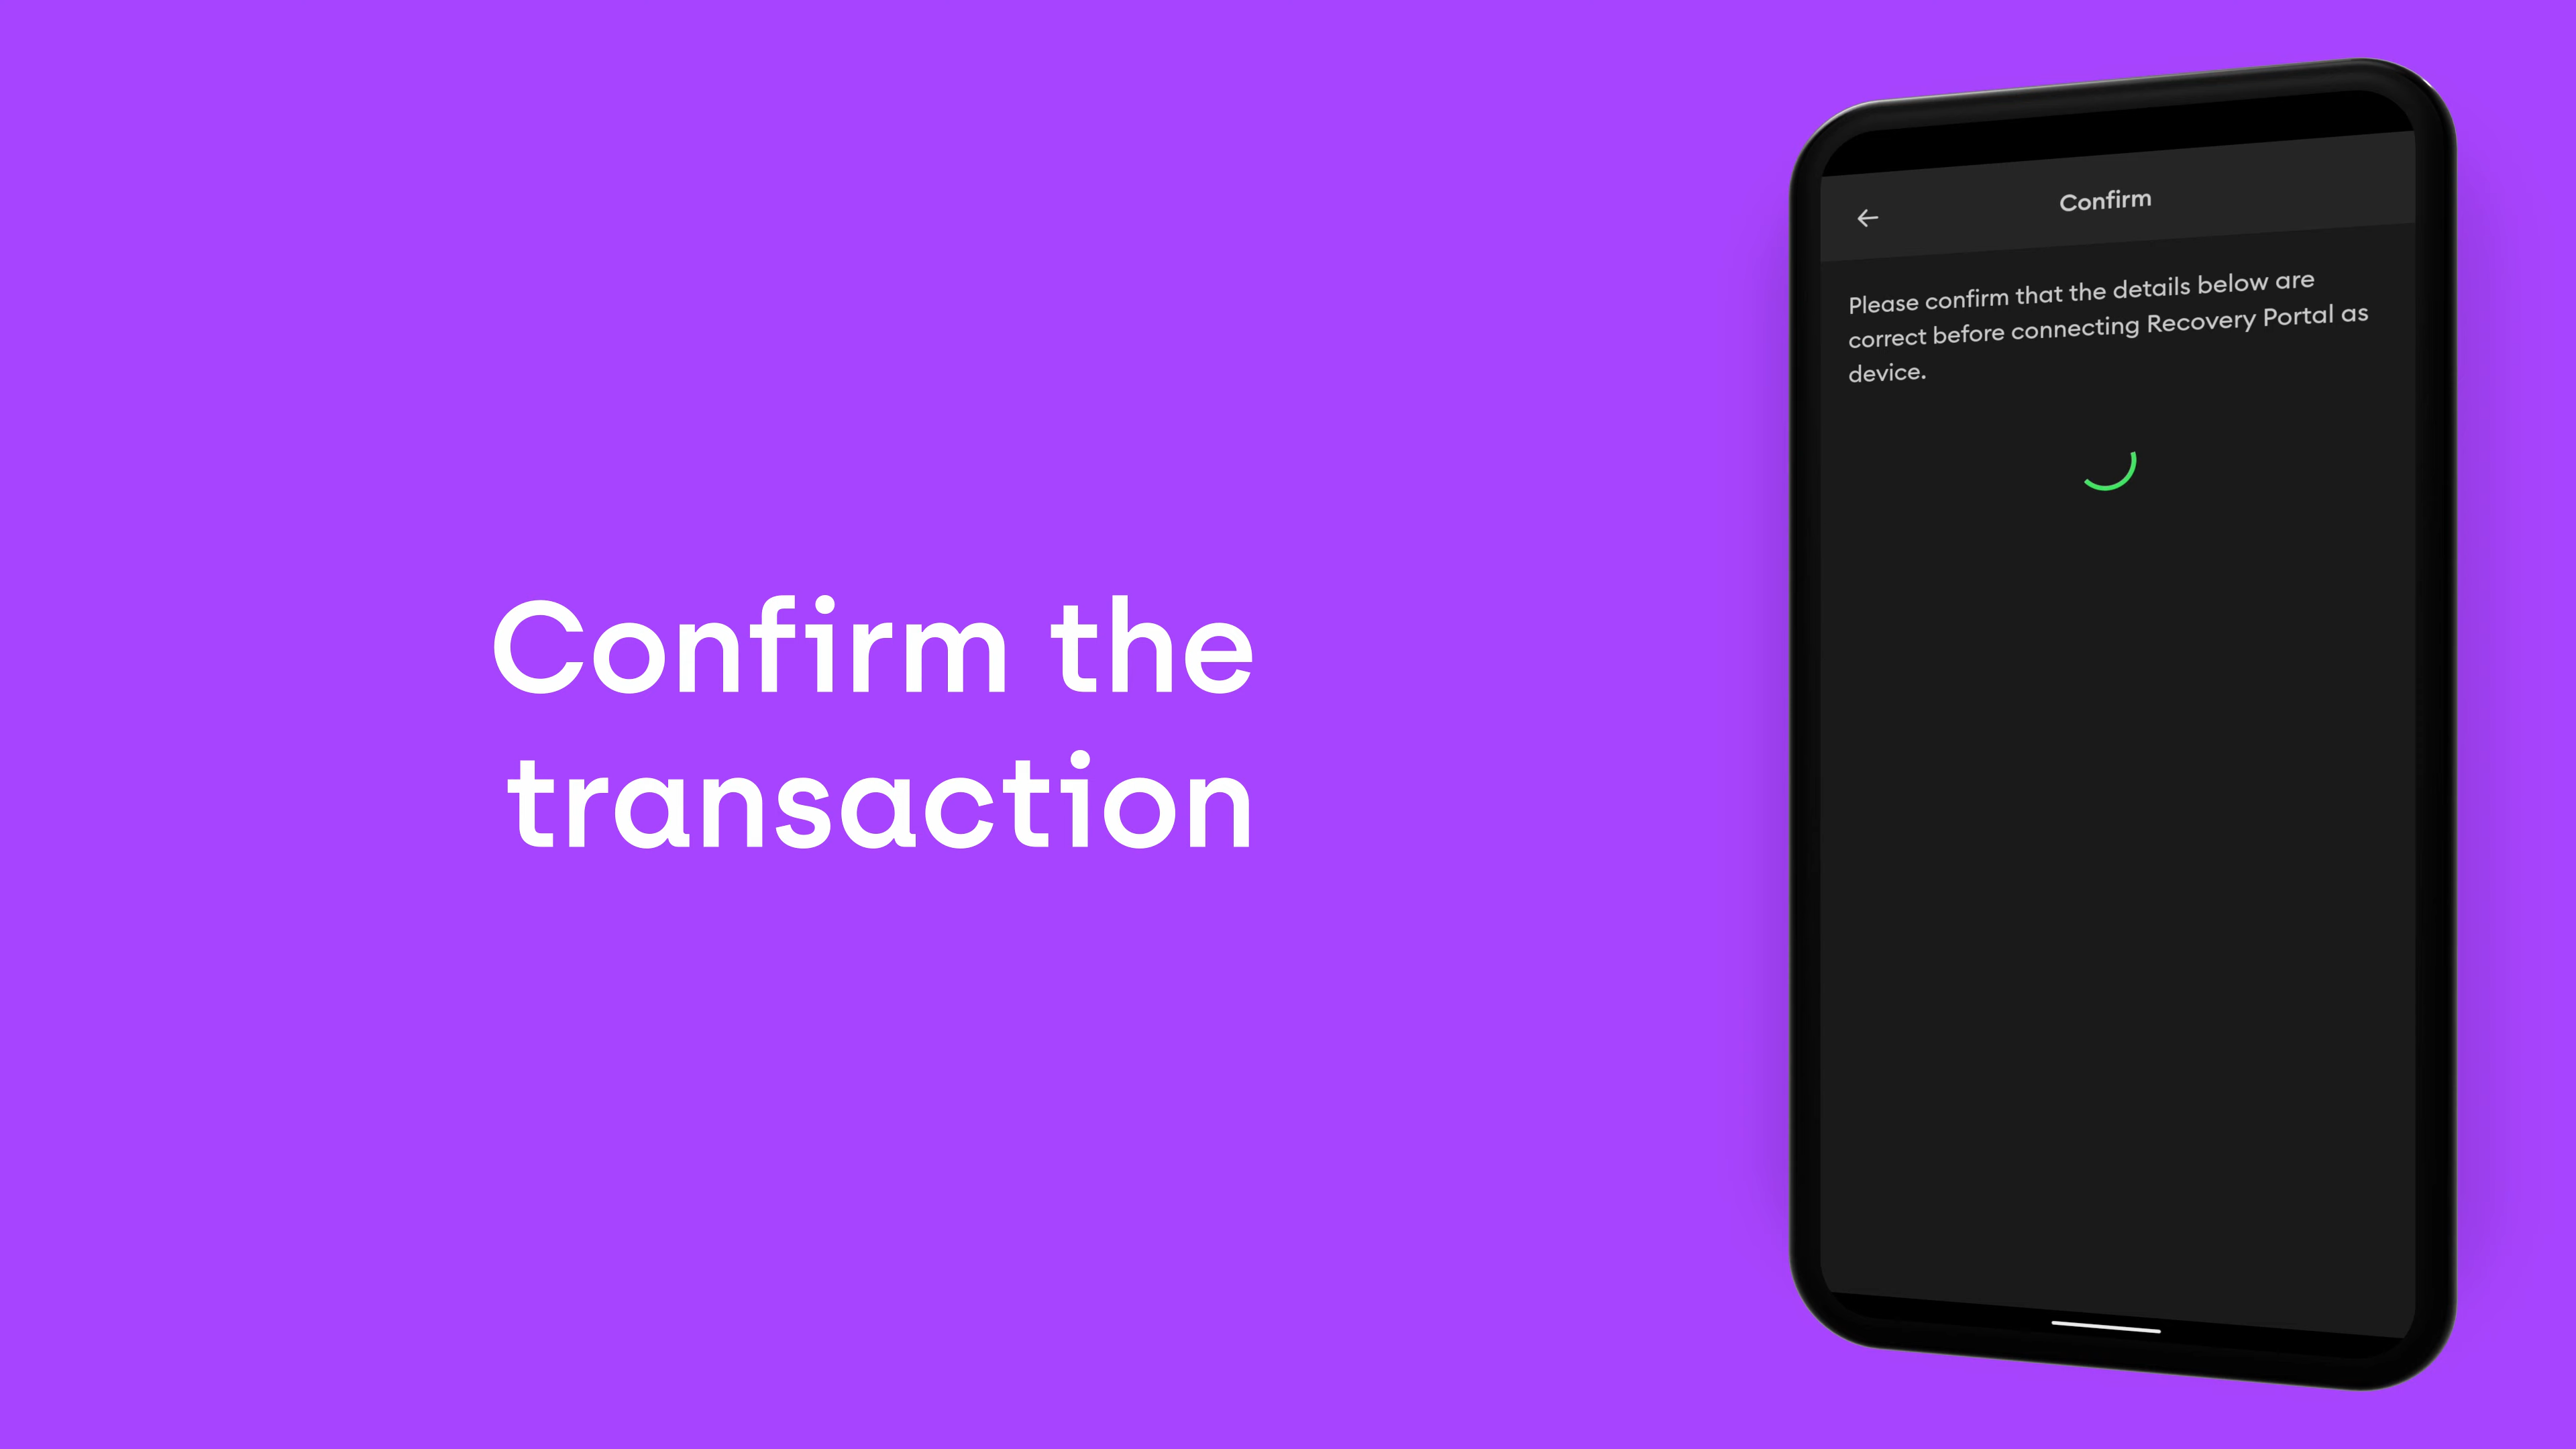 Confirm the
transaction
Confirm
Please confirm that the details below are
correct before connecting Recovery Portal as
device.